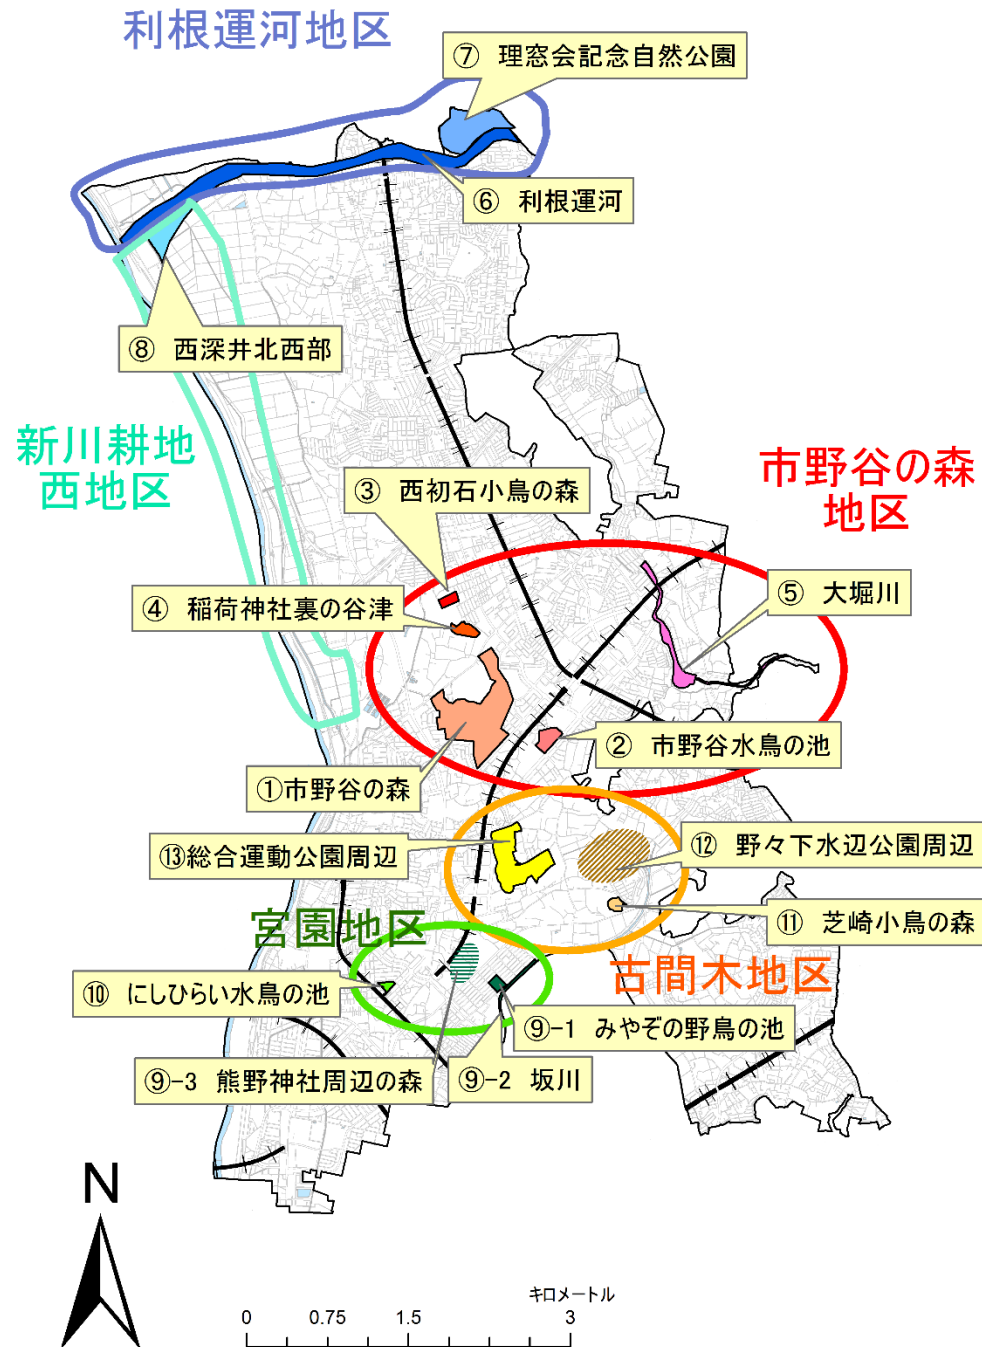 利根運河地区
⑦ 理窓会記念自然公園
⑥ 利根運河
⑧ 西深井北西部
新川耕地
西地区
市野谷の森
地区
③ 西初石小鳥の森
④ 稲荷神社裏の谷津
⑤ 大堀川
② 市野谷水鳥の池
①市野谷の森
⑬総合運動公園周辺
⑫ 野々下水辺公園周辺
⑪ 芝崎小鳥の森
宮園地区
古間木地区
⑩ にしひらい水鳥の池
⑨-1 みやぞの野鳥の池
⑨-3 熊野神社周辺の森
⑨-2 坂川
N
キロメートル
0 0.75 1.5 3